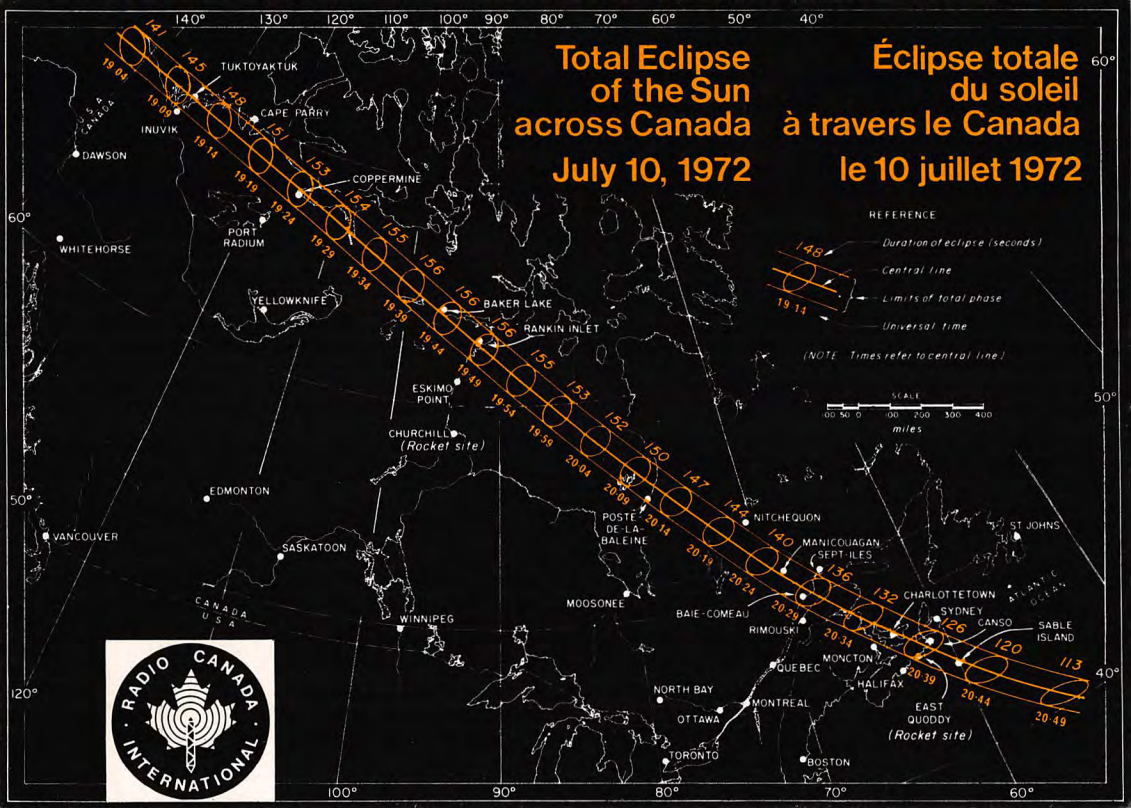 140° 130° 120° 110° 100° 90° 80° 70° 60° 50° 40°
Total Eclipse
of the Sun
across Canada
July 10, 1972
Éclipse totale
du soleil
à travers le Canada
le 10 juillet 1972
REFERENCE
148
Duration of eclipse (seconds)
Central line
Limits of total phase
19·14
Universal time
(NOTE Times refer to central line)
SCALE
100 50 0 100 200 300 400
miles
141
145
148
151
153
154
155
156
156
156
155
153
152
150
147
144
140
136
132
126
120
113
19·04
19·09
19·14
19·19
19·24
19·29
19·34
19·39
19·44
19·49
19·54
19·59
20·04
20·09
20·14
20·19
20·24
20·29
20·34
20·39
20·44
20·49
60°
50°
40°
60°
50°
120°
U.S.A.
CANADA
TUKTOYAKTUK
INUVIK
CAPE PARRY
DAWSON
COPPERMINE
PORT
RADIUM
WHITEHORSE
YELLOWKNIFE
BAKER LAKE
RANKIN INLET
ESKIMO
POINT
CHURCHILL
(Rocket site)
EDMONTON
VANCOUVER
SASKATOON
POSTE-
DE-LA-
BALEINE
NITCHEQUON
MANICOUAGAN
SEPT-ILES
ST JOHNS
ATLANTIC
OCEAN
CANADA
U S A
WINNIPEG
MOOSONEE
BAIE-COMEAU
RIMOUSKI
CHARLOTTETOWN
SYDNEY
CANSO
SABLE
ISLAND
MONCTON
HALIFAX
QUEBEC
NORTH BAY
OTTAWA
MONTREAL
EAST
QUODDY
(Rocket site)
TORONTO
BOSTON
RADIO CANADA
INTERNATIONAL
100° 90° 80° 70° 60°